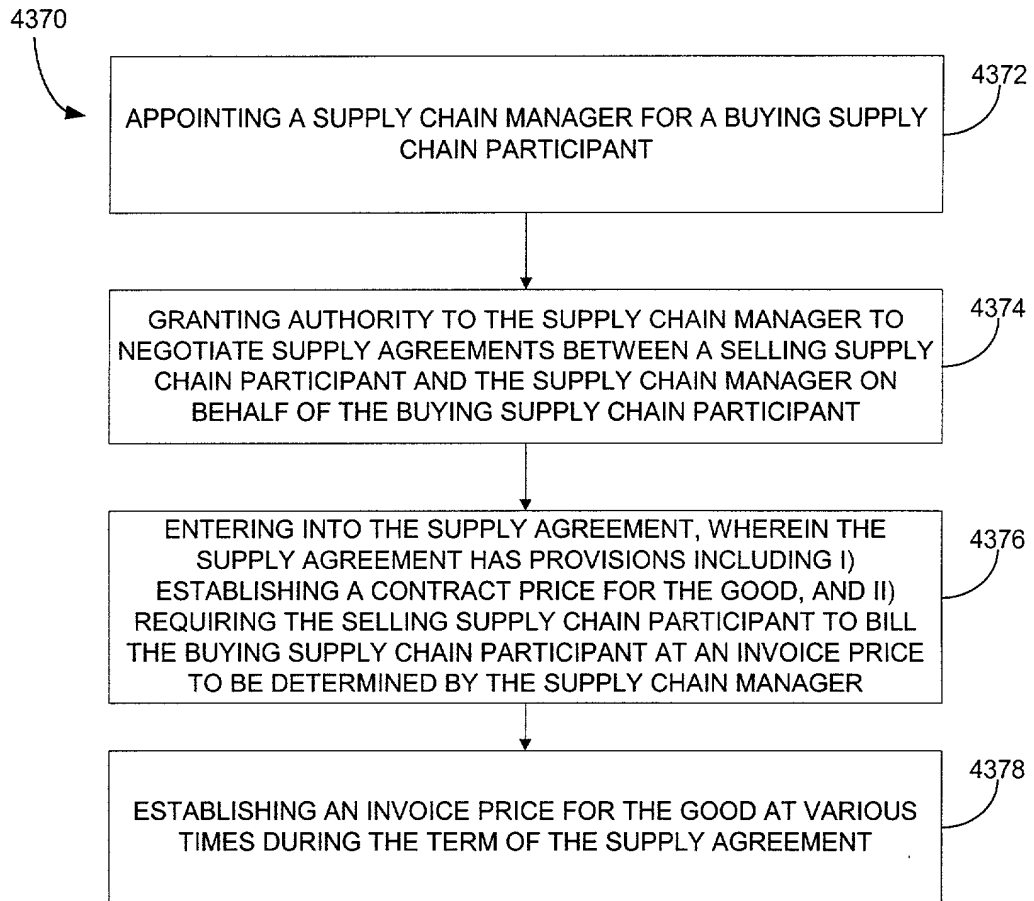 4370
4372
APPOINTING A SUPPLY CHAIN MANAGER FOR A BUYING SUPPLY
CHAIN PARTICIPANT
4374
GRANTING AUTHORITY TO THE SUPPLY CHAIN MANAGER TO
NEGOTIATE SUPPLY AGREEMENTS BETWEEN A SELLING SUPPLY
CHAIN PARTICIPANT AND THE SUPPLY CHAIN MANAGER ON
BEHALF OF THE BUYING SUPPLY CHAIN PARTICIPANT
4376
ENTERING INTO THE SUPPLY AGREEMENT, WHEREIN THE
SUPPLY AGREEMENT HAS PROVISIONS INCLUDING I)
ESTABLISHING A CONTRACT PRICE FOR THE GOOD, AND II)
REQUIRING THE SELLING SUPPLY CHAIN PARTICIPANT TO BILL
THE BUYING SUPPLY CHAIN PARTICIPANT AT AN INVOICE PRICE
TO BE DETERMINED BY THE SUPPLY CHAIN MANAGER
4378
ESTABLISHING AN INVOICE PRICE FOR THE GOOD AT VARIOUS
TIMES DURING THE TERM OF THE SUPPLY AGREEMENT